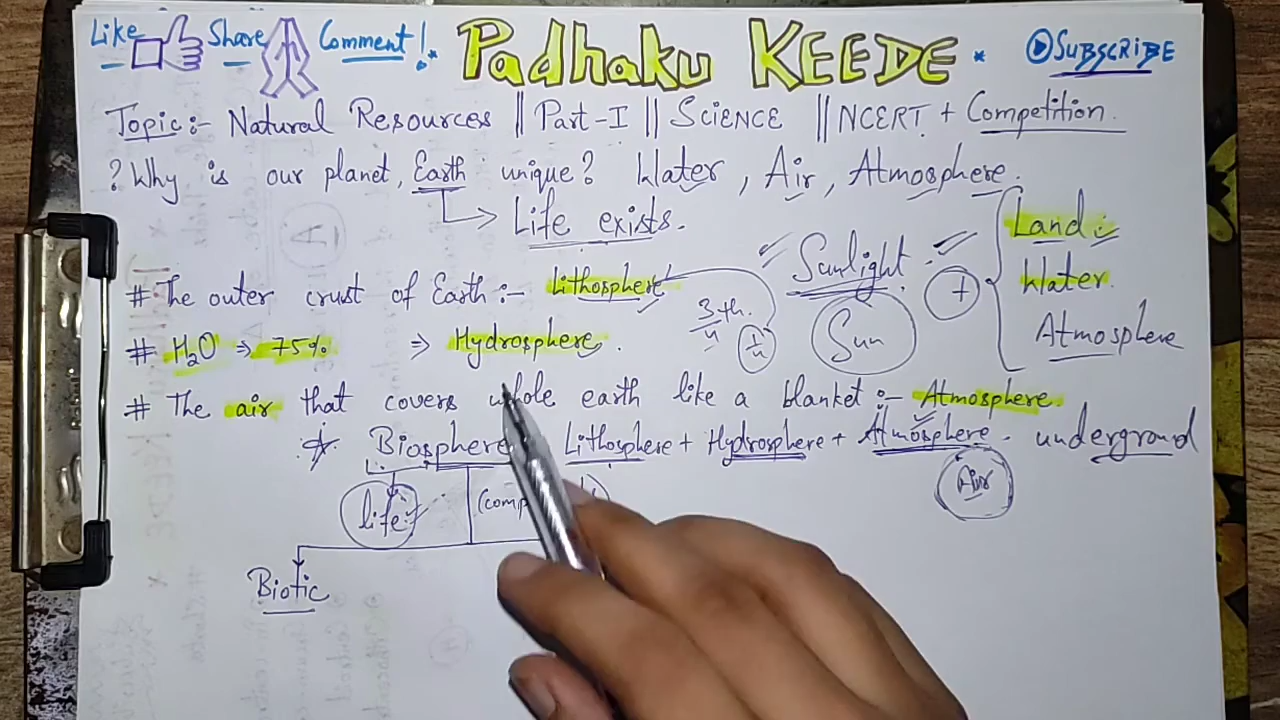 Like Share Comment! Padhaku KEEDE SUBSCRIBE
Topic:- Natural Resources || Part-I || SCIENCE || NCERT + Competition.
? Why is our planet, Earth unique? Water, Air, Atmosphere.
Life exists.
Sunlight.
Sun
+
Land :-
Water
Atmosphere
# The outer crust of Earth :- Lithosphere
3/4 th.
1/4
# H2O ⇒ 75% ⇒ Hydrosphere.
# The air that covers whole earth like a blanket :- Atmosphere.
Biosphere Lithosphere + Hydrosphere + Atmosphere. underground
Air
life
Biotic